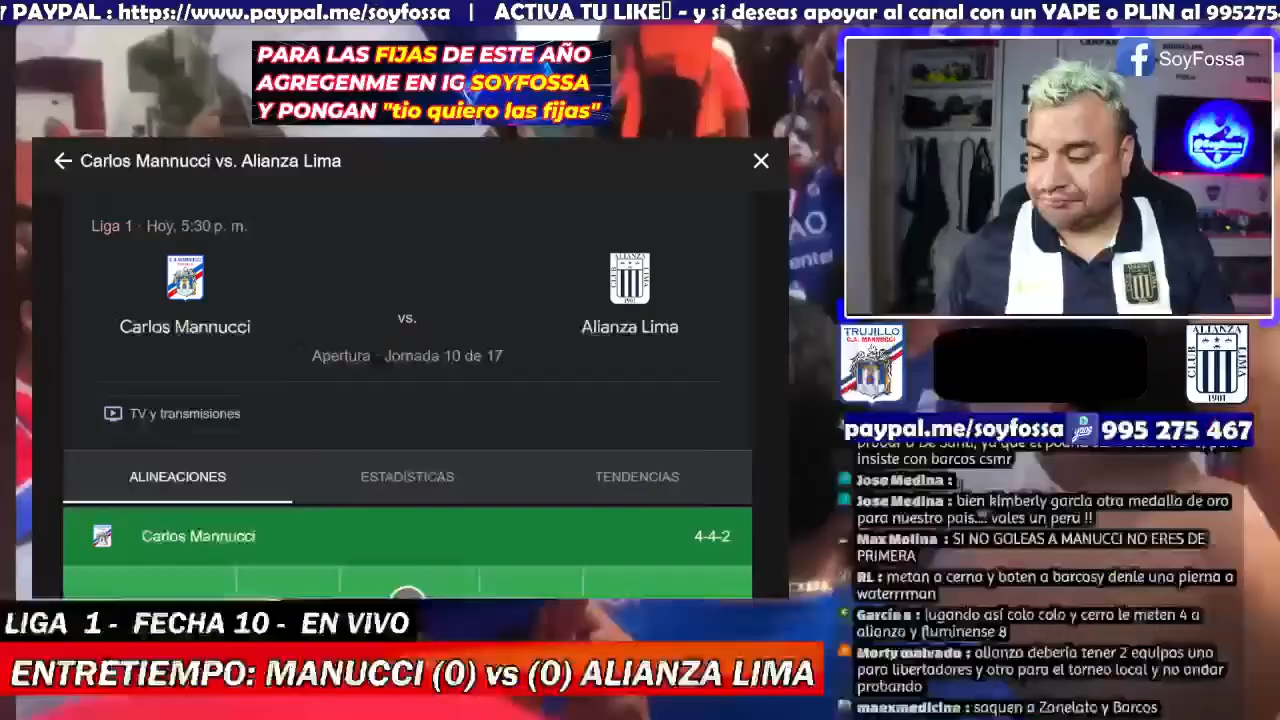 PAYPAL : https://www.paypal.me/soyfossa | ACTIVA TU LIKE - y si deseas apoyar al canal con un YAPE o PLIN al 995275
PARA LAS FIJAS DE ESTE AÑO
AGREGENME EN IG SOYFOSSA
Y PONGAN "tio quiero las fijas"
SoyFossa
Carlos Mannucci vs. Alianza Lima
Liga 1 · Hoy, 5:30 p. m.
Carlos Mannucci
vs.
Alianza Lima
Apertura · Jornada 10 de 17
TV y transmisiones
ALINEACIONES
ESTADÍSTICAS
TENDENCIAS
Carlos Mannucci
4-4-2
LIGA 1 - FECHA 10 - EN VIVO
ENTRETIEMPO: MANUCCI (0) vs (0) ALIANZA LIMA
TRUJILLO
C.A. MANNUCCI
ALIANZA
CLUB
LIMA
1901
paypal.me/soyfossa yape 995 275 467
insiste con barcos csmr
Jose Medina :
Jose Medina : bien kimberly garcia otra medalla de oro
para nuestro pais.... vales un peru !!
Max Molina : SI NO GOLEAS A MANUCCI NO ERES DE
PRIMERA
RL : metan a cerna y boten a barcosy denle una pierna a
waterrrman
Garcina : jugando así colo colo y cerro le meten 4 a
alianza y fluminense 8
Morty malvado : alianza debería tener 2 equipos uno
para libertadores y otro para el torneo local y no andar
probando
maexmedicine : saquen a Zanelato y Barcos